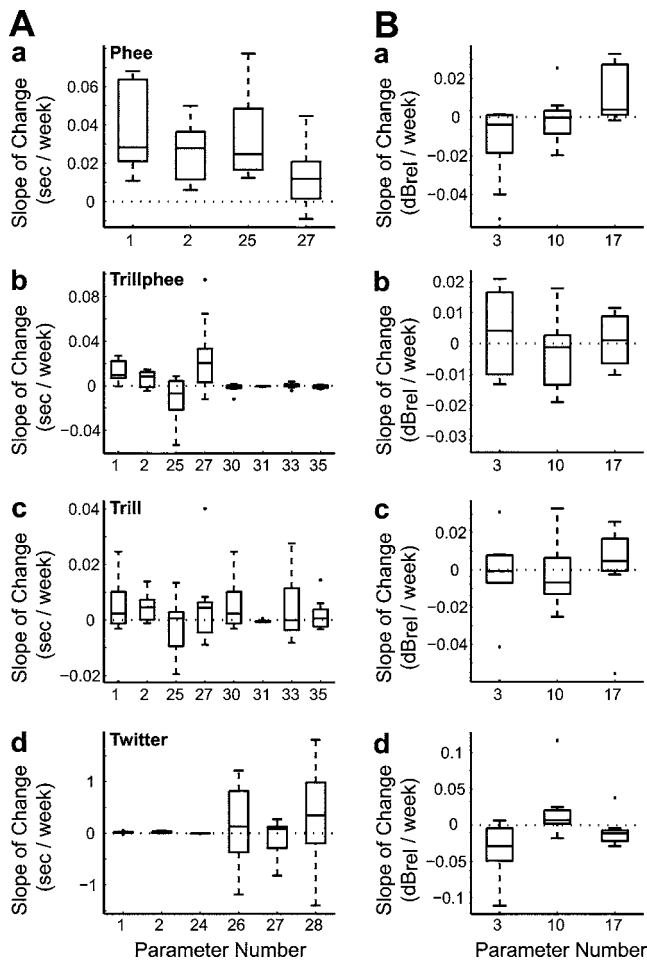 A
B
a
Phee
Slope of Change
(sec / week)
0.06
0.04
0.02
0
1 2 25 27
a
Slope of Change
(dBrel / week)
0.02
0
−0.02
−0.04
3 10 17
b
Trillphee
Slope of Change
(sec / week)
0.08
0.04
0
−0.04
1 2 25 27 30 31 33 35
b
Slope of Change
(dBrel / week)
0.02
0.01
0
−0.01
−0.02
−0.03
3 10 17
c
Trill
Slope of Change
(sec / week)
0.04
0.02
0
−0.02
1 2 25 27 30 31 33 35
c
Slope of Change
(dBrel / week)
0.02
0
−0.02
−0.04
3 10 17
d
Twitter
Slope of Change
(sec / week)
1
0
−1
1 2 24 26 27 28
Parameter Number
d
Slope of Change
(dBrel / week)
0.1
0.05
0
−0.05
−0.1
3 10 17
Parameter Number